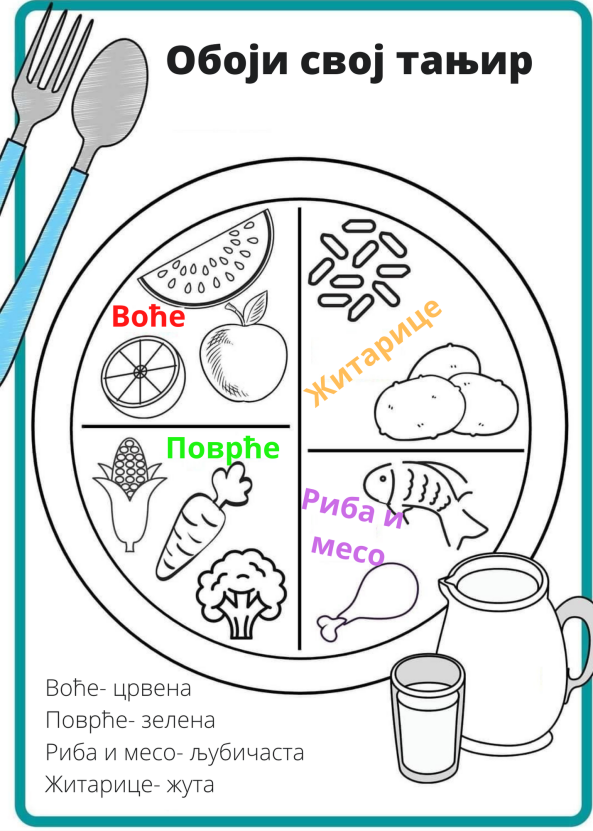 Обоји свој тањир
Воће
Житарице
Поврће
Риба и
месо
Воће- црвена
Поврће- зелена
Риба и месо- љубичаста
Житарице- жута